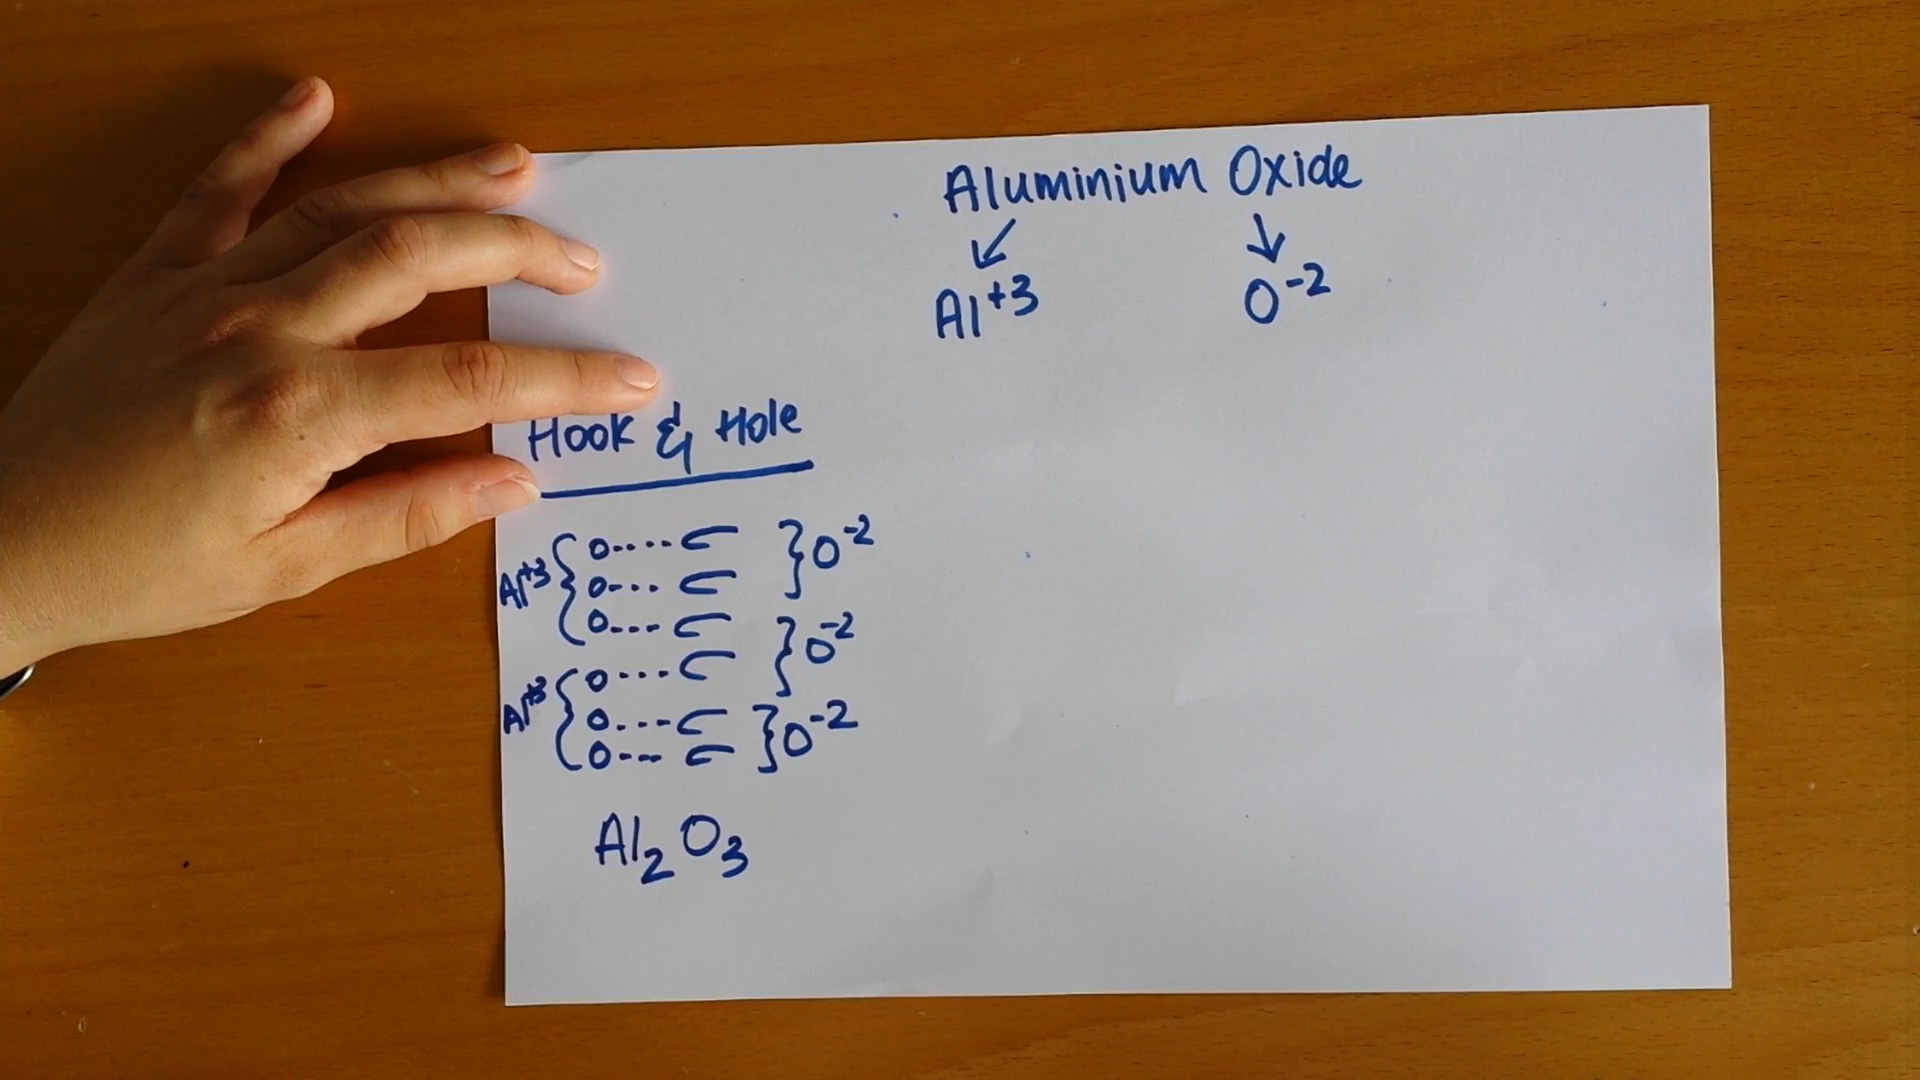 Aluminium Oxide
Al⁺³ O⁻²
Hook & Hole
Al⁺³ O⁻²
O⁻²
Al⁺³ O⁻²
Al₂O₃